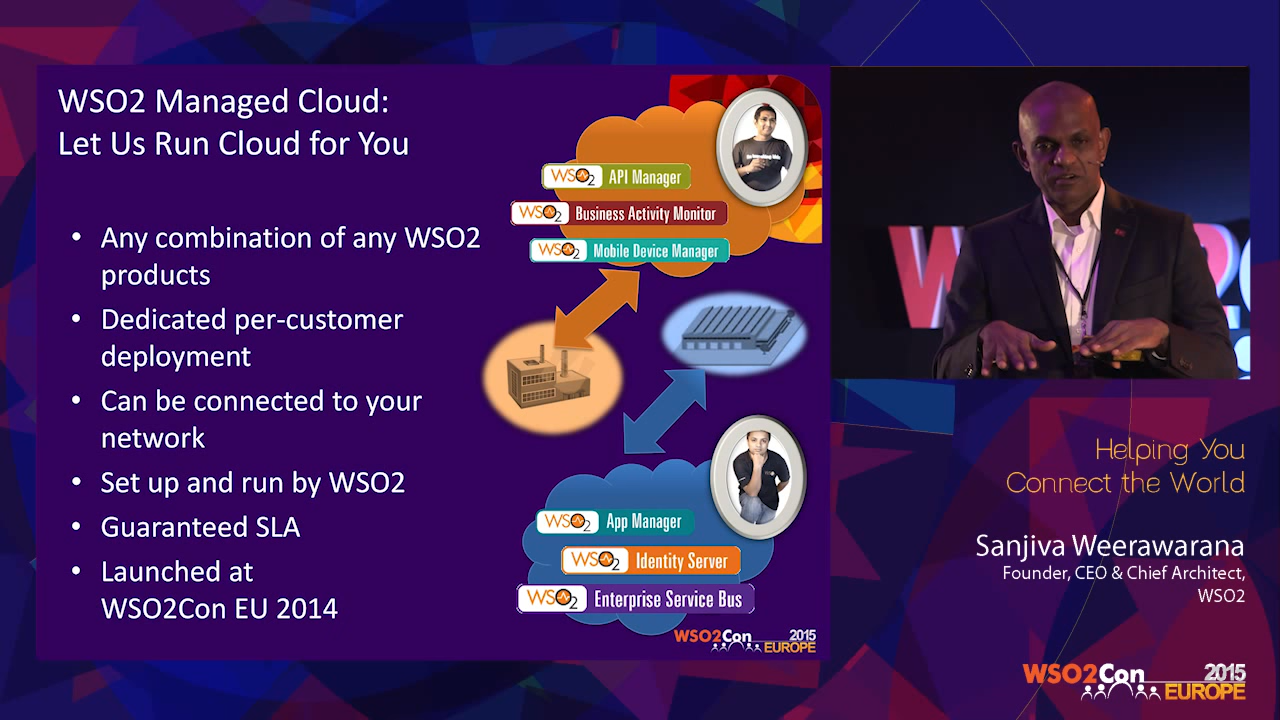 WSO2 Managed Cloud:
Let Us Run Cloud for You
• Any combination of any WSO2
products
• Dedicated per-customer
deployment
• Can be connected to your
network
• Set up and run by WSO2
• Guaranteed SLA
• Launched at
WSO2Con EU 2014
WSO2 API Manager
WSO2 Business Activity Monitor
WSO2 Mobile Device Manager
WSO2 App Manager
WSO2 Identity Server
WSO2 Enterprise Service Bus
WSO2Con 2015
EUROPE
Helping You
Connect the World
Sanjiva Weerawarana
Founder, CEO & Chief Architect,
WSO2
WSO2Con 2015
EUROPE